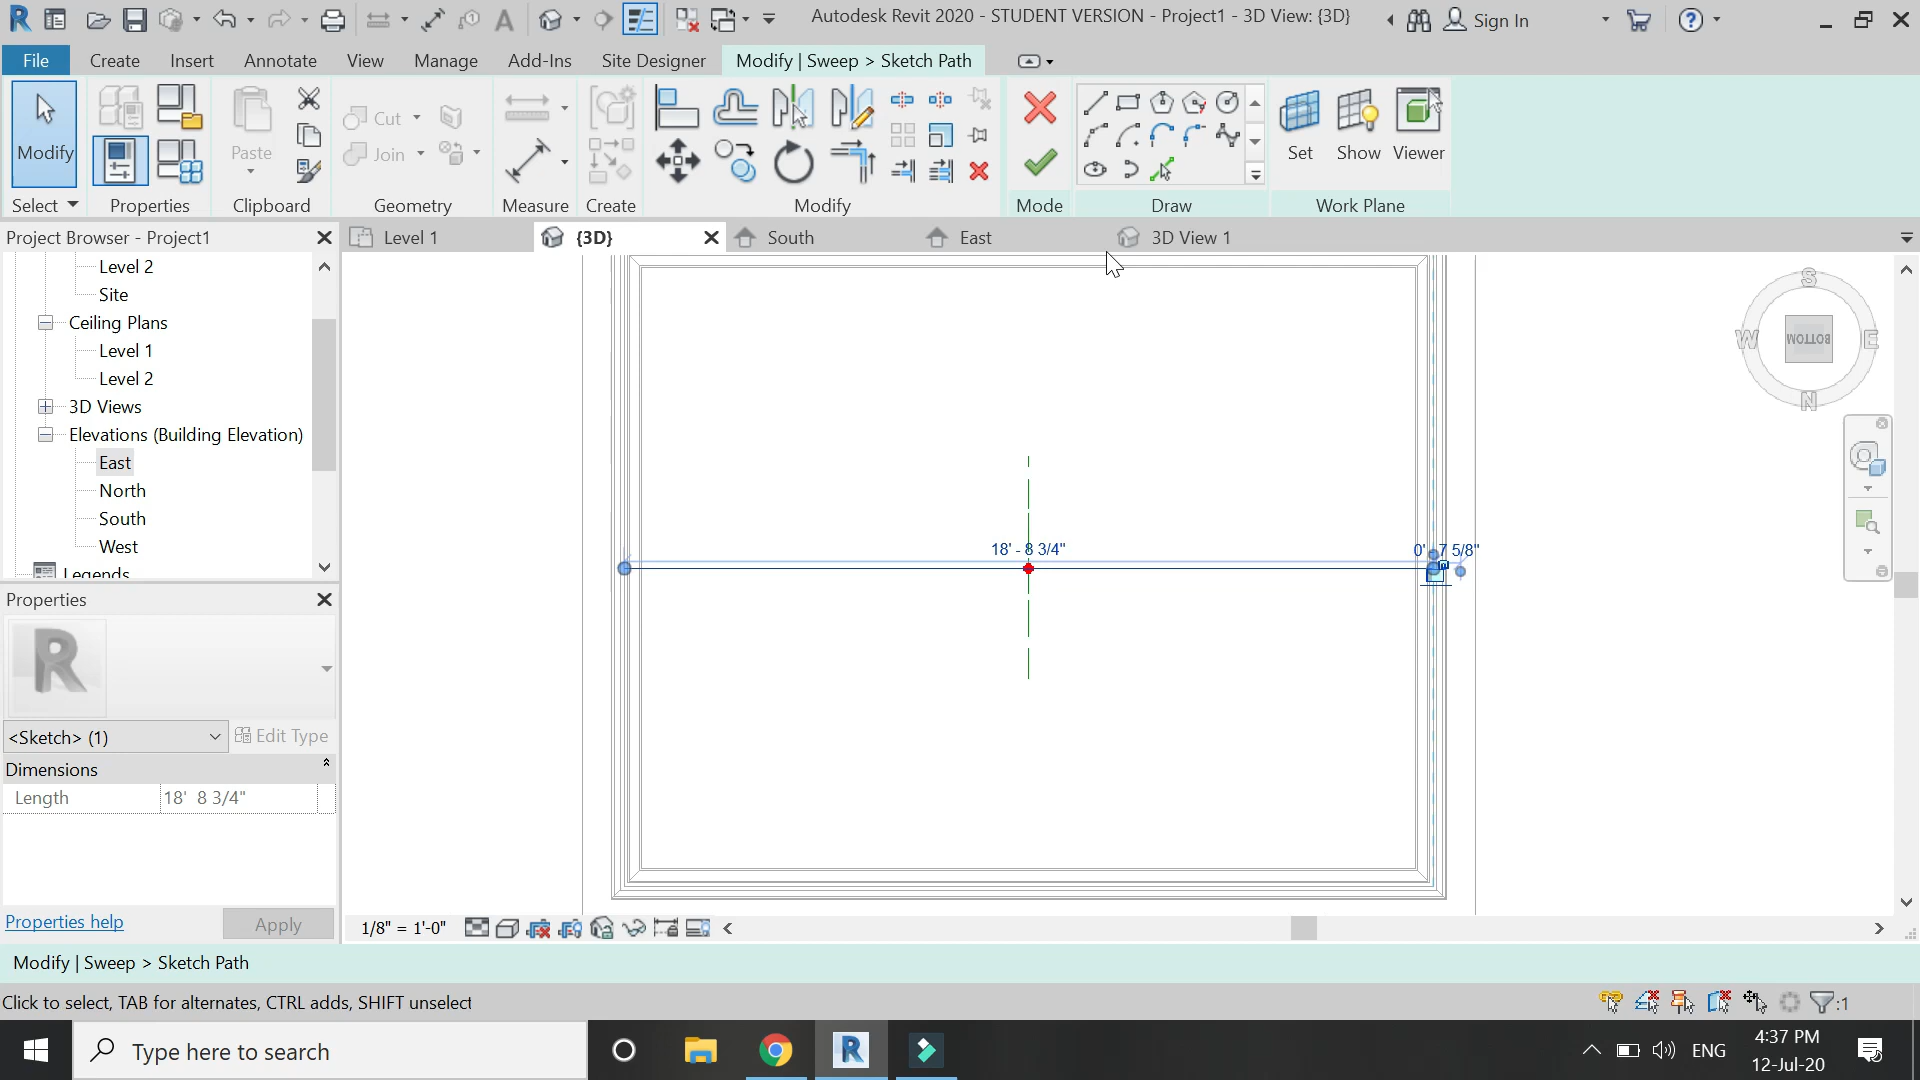 Autodesk Revit 2020 - STUDENT VERSION - Project1 - 3D View: {3D}
Sign In
File
Create
Insert
Annotate
View
Manage
Add-Ins
Site Designer
Modify | Sweep > Sketch Path
Modify
Paste
Cut
Join
Set
Show
Viewer
Select
Properties
Clipboard
Geometry
Measure
Create
Modify
Mode
Draw
Work Plane
Project Browser - Project1
Level 1
{3D}
South
East
3D View 1
Level 2
Site
Ceiling Plans
Level 1
Level 2
3D Views
Elevations (Building Elevation)
East
North
South
West
Legends
S
W
BOTTOM
E
N
18' - 8 3/4"
0' - 7 5/8"
Properties
R
<Sketch> (1)
Edit Type
Dimensions
Length
18' 8 3/4"
Properties help
Apply
1/8" = 1'-0"
Modify | Sweep > Sketch Path
Click to select, TAB for alternates, CTRL adds, SHIFT unselect
:1
Type here to search
ENG
4:37 PM
12-Jul-20